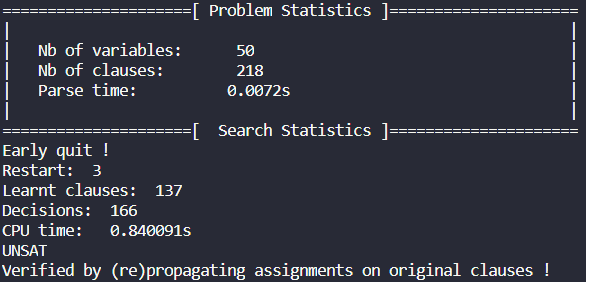 =====================[ Problem Statistics ]=====================
|                                                              |
|   Nb of variables:      50                                   |
|   Nb of clauses:        218                                  |
|   Parse time:          0.0072s                               |
|                                                              |
=====================[  Search Statistics ]=====================
Early quit !
Restart:  3
Learnt clauses:  137
Decisions:  166
CPU time:   0.840091s
UNSAT
Verified by (re)propagating assignments on original clauses !